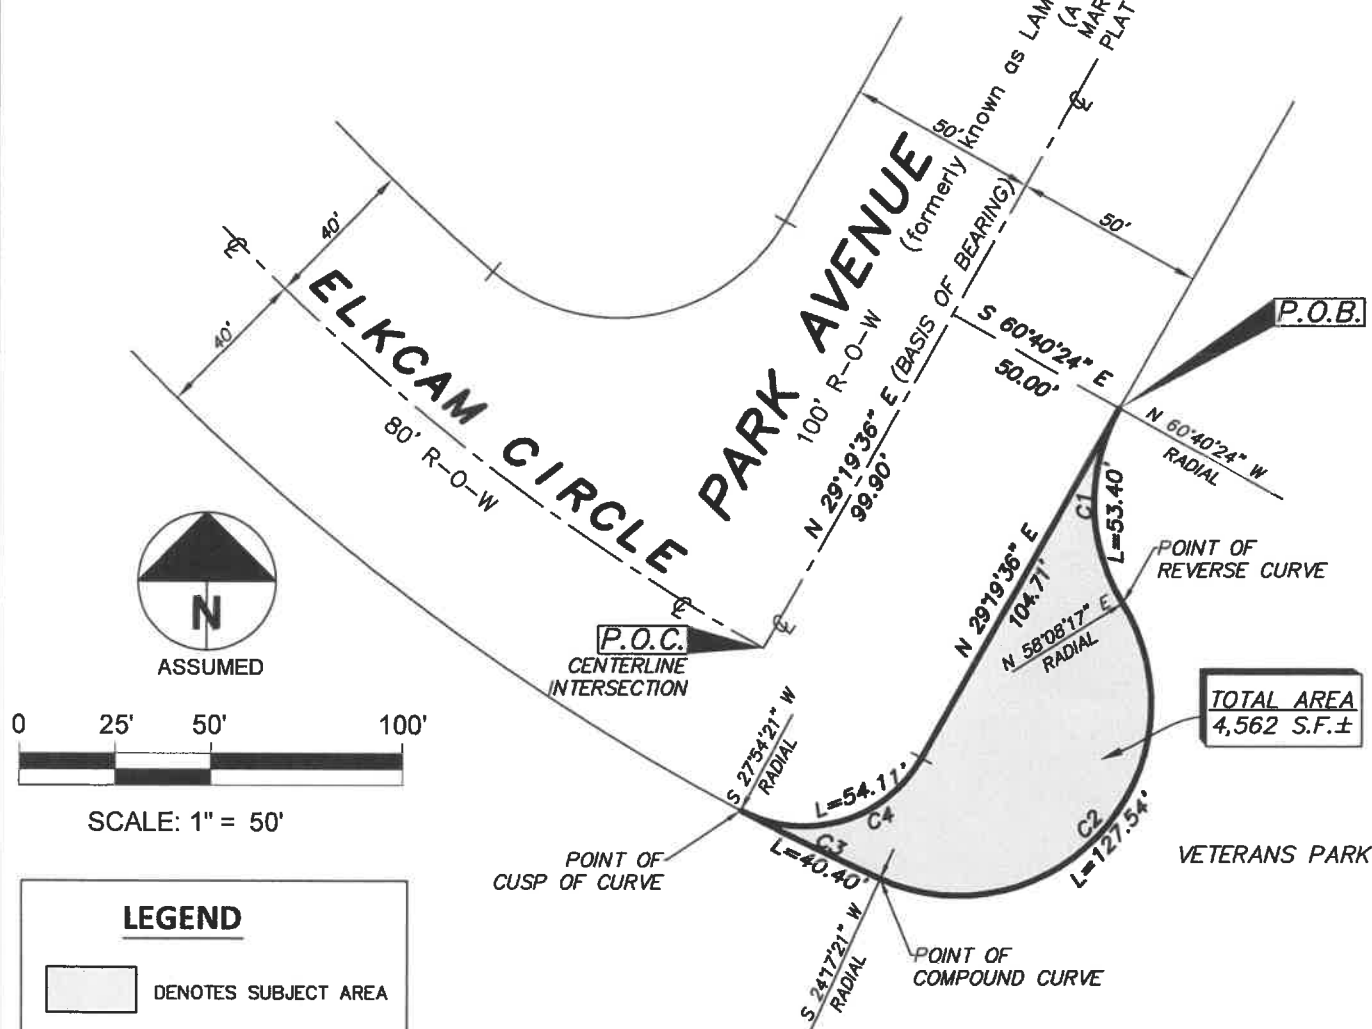 (formerly known as LAM
(A
MAR
PLAT
50'
50'
40'
40'
ELKCAM CIRCLE
80' R-O-W
PARK AVENUE
100' R-O-W
N 29°19'36" E (BASIS OF BEARING)
99.90'
S 60°40'24" E
50.00'
P.O.B.
N 60°40'24" W
RADIAL
C1
L=53.40'
POINT OF
REVERSE CURVE
N 29°19'36" E
104.71'
N 58°08'17" E
RADIAL
P.O.C.
CENTERLINE
INTERSECTION
N
ASSUMED
0 25' 50' 100'
SCALE: 1" = 50'
TOTAL AREA
4,562 S.F.±
S 27°54'21" W
RADIAL
L=54.11'
C4
C3
L=40.40'
C2
L=127.54'
VETERANS PARK
POINT OF
CUSP OF CURVE
S 24°17'21" W
RADIAL
POINT OF
COMPOUND CURVE
LEGEND
DENOTES SUBJECT AREA